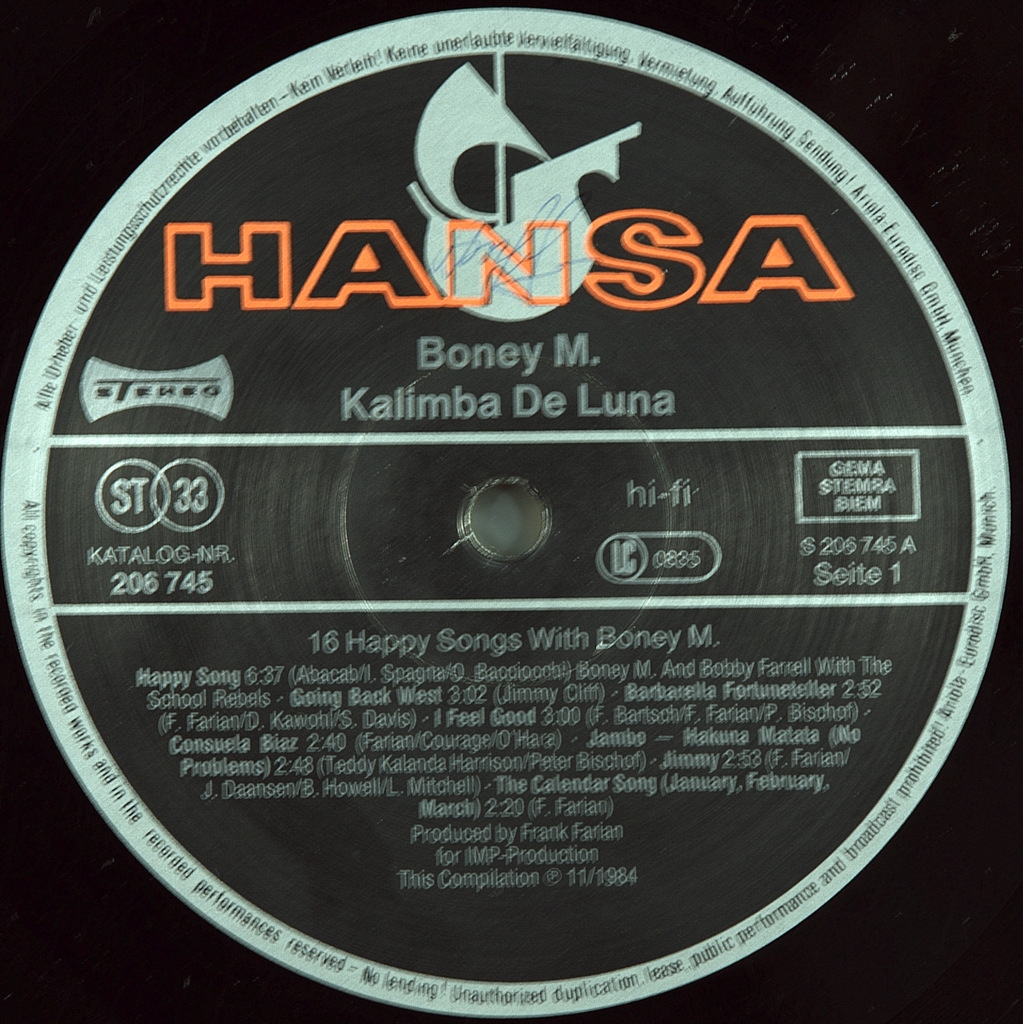 Alle Urheber- und Leistungsschutzrechte vorbehalten – Kein Verleih! Keine unerlaubte Vervielfältigung, Vermietung, Aufführung, Sendung! Ariola-Eurodisc GmbH, München
HANSA
Boney M.
Kalimba De Luna
STEREO
ST 33
KATALOG-NR.
206 745
hi-fi
LC 0835
GEMA
STEMRA
BIEM
S 206 745 A
Seite 1
16 Happy Songs With Boney M.
Happy Song 6:37 (Abacab/I. Spagna/O. Bacciocchi) Boney M. And Bobby Farrell With The
School Rebels · Going Back West 3:02 (Jimmy Cliff) · Barbarella Fortuneteller 2:52
(F. Farian/D. Kawohl/S. Davis) · I Feel Good 3:00 (F. Bartsch/F. Farian/P. Bischof) ·
Consuela Biaz 2:40 (Farian/Courage/O'Hara) · Jambo – Hakuna Matata (No
Problems) 2:48 (Teddy Kalanda Harrison/Peter Bischof) · Jimmy 2:53 (F. Farian/
J. Daansen/B. Howell/L. Mitchell) · The Calendar Song (January, February,
March) 2:20 (F. Farian)
Produced by Frank Farian
for IMP-Production
This Compilation ℗ 11/1984
All copyrights in the recorded works and in the recorded performances reserved – No lending! Unauthorized duplication, lease, public performance and broadcast prohibited! Ariola Eurodisc GmbH, Munich.